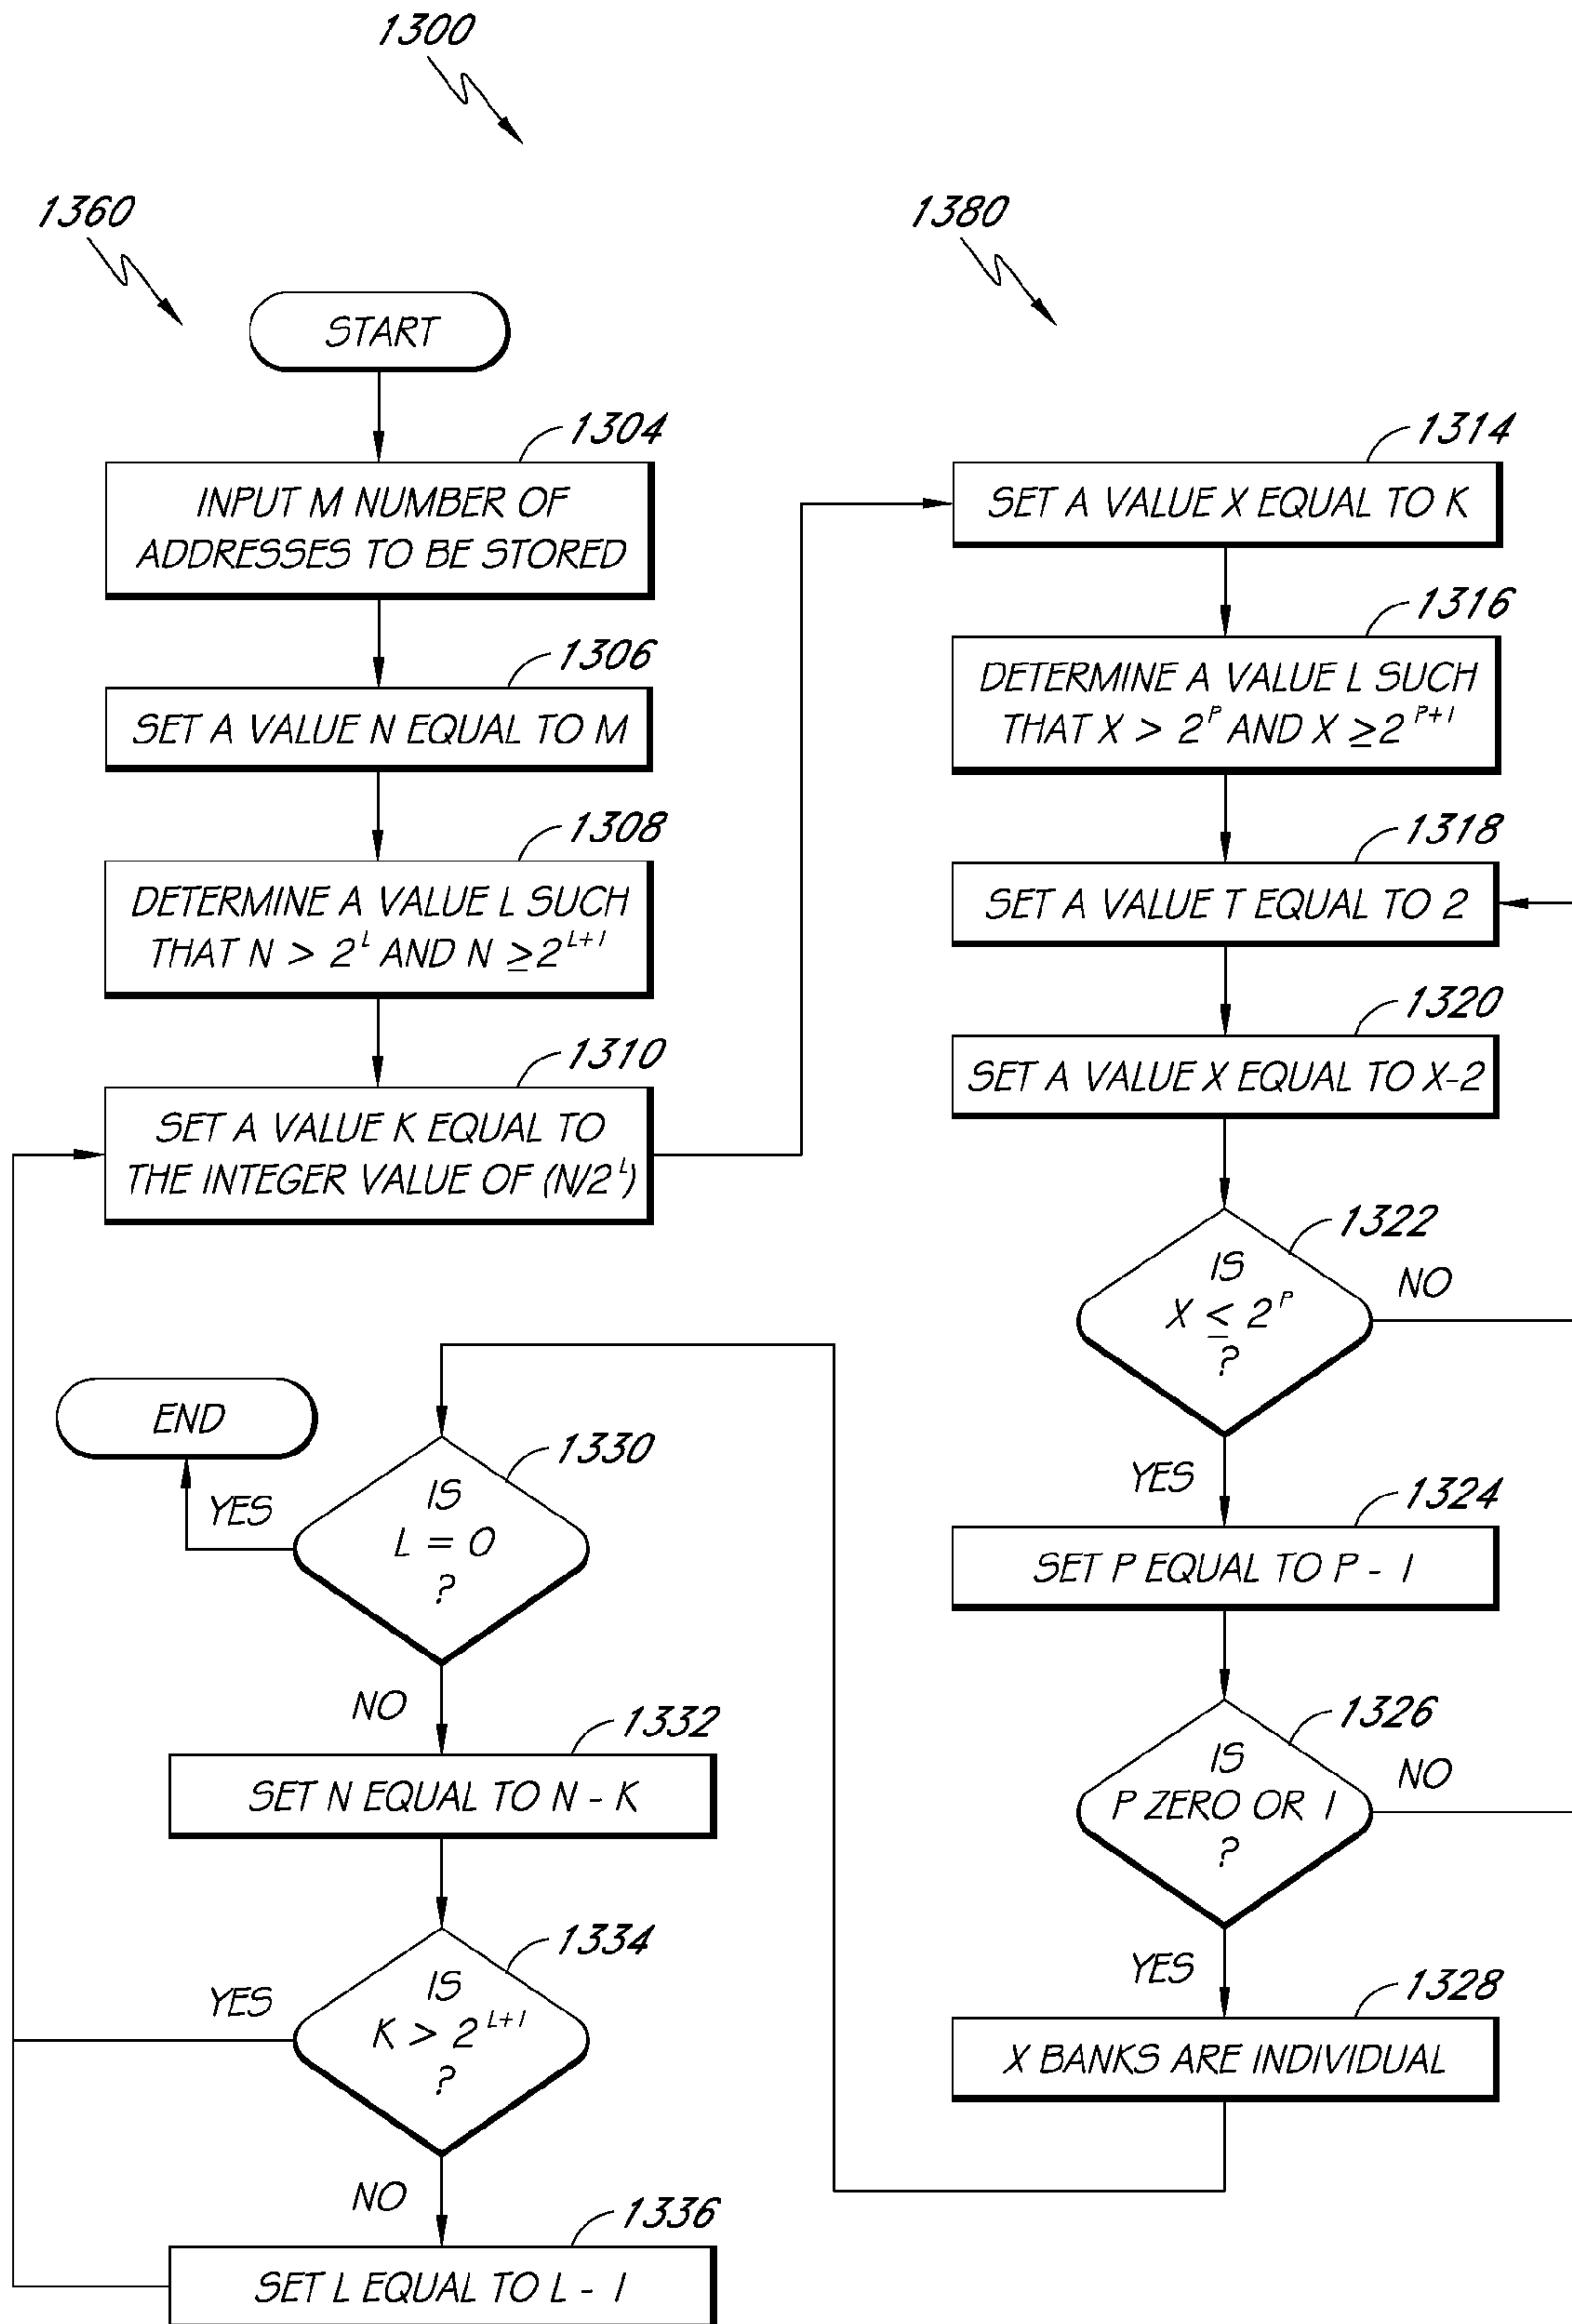 1300
1360
START
1304
INPUT M NUMBER OF
ADDRESSES TO BE STORED
1306
SET A VALUE N EQUAL TO M
1308
DETERMINE A VALUE L SUCH
THAT N > 2^L AND N ≥ 2^L+1
1310
SET A VALUE K EQUAL TO
THE INTEGER VALUE OF (N/2^L)
1380
1314
SET A VALUE X EQUAL TO K
1316
DETERMINE A VALUE L SUCH
THAT X > 2^P AND X ≥ 2^P+1
1318
SET A VALUE T EQUAL TO 2
1320
SET A VALUE X EQUAL TO X-2
1322
IS
X ≤ 2^P
?
NO
YES
1324
SET P EQUAL TO P - 1
1326
IS
P ZERO OR 1
?
NO
YES
1328
X BANKS ARE INDIVIDUAL
END
1330
IS
L = 0
?
YES
NO
1332
SET N EQUAL TO N - K
1334
IS
K > 2^L+1
?
YES
NO
1336
SET L EQUAL TO L - 1